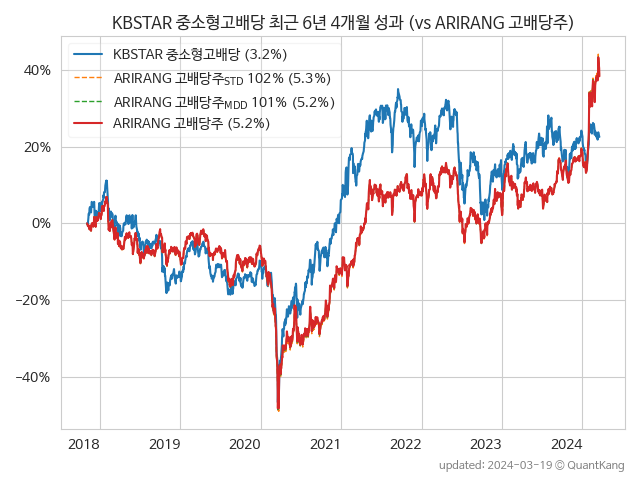 KBSTAR 중소형고배당 최근 6년 4개월 성과 (vs ARIRANG 고배당주)
KBSTAR 중소형고배당 (3.2%)
ARIRANG 고배당주STD 102% (5.3%)
ARIRANG 고배당주MDD 101% (5.2%)
ARIRANG 고배당주 (5.2%)
40%
20%
0%
−20%
−40%
2018 2019 2020 2021 2022 2023 2024
updated: 2024-03-19 © QuantKang